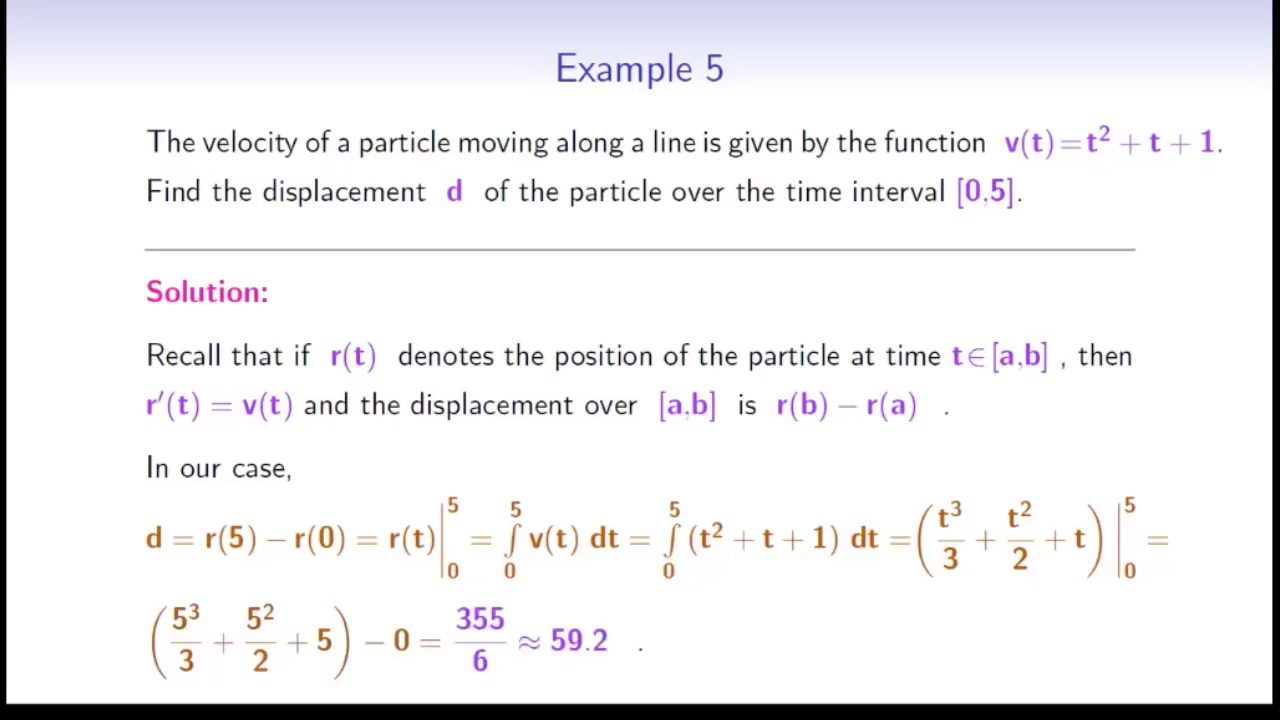 Example 5
The velocity of a particle moving along a line is given by the function v(t)=t² + t + 1.
Find the displacement d of the particle over the time interval [0,5].
Solution:
Recall that if r(t) denotes the position of the particle at time t∈[a,b] , then
r′(t) = v(t) and the displacement over [a,b] is r(b) − r(a) .
In our case,
d = r(5) − r(0) = r(t)|₀⁵ = ∫₀⁵ v(t) dt = ∫₀⁵ (t² + t + 1) dt =(t³/3 + t²/2 + t)|₀⁵ =
(5³/3 + 5²/2 + 5) − 0 = 355/6 ≈ 59.2 .